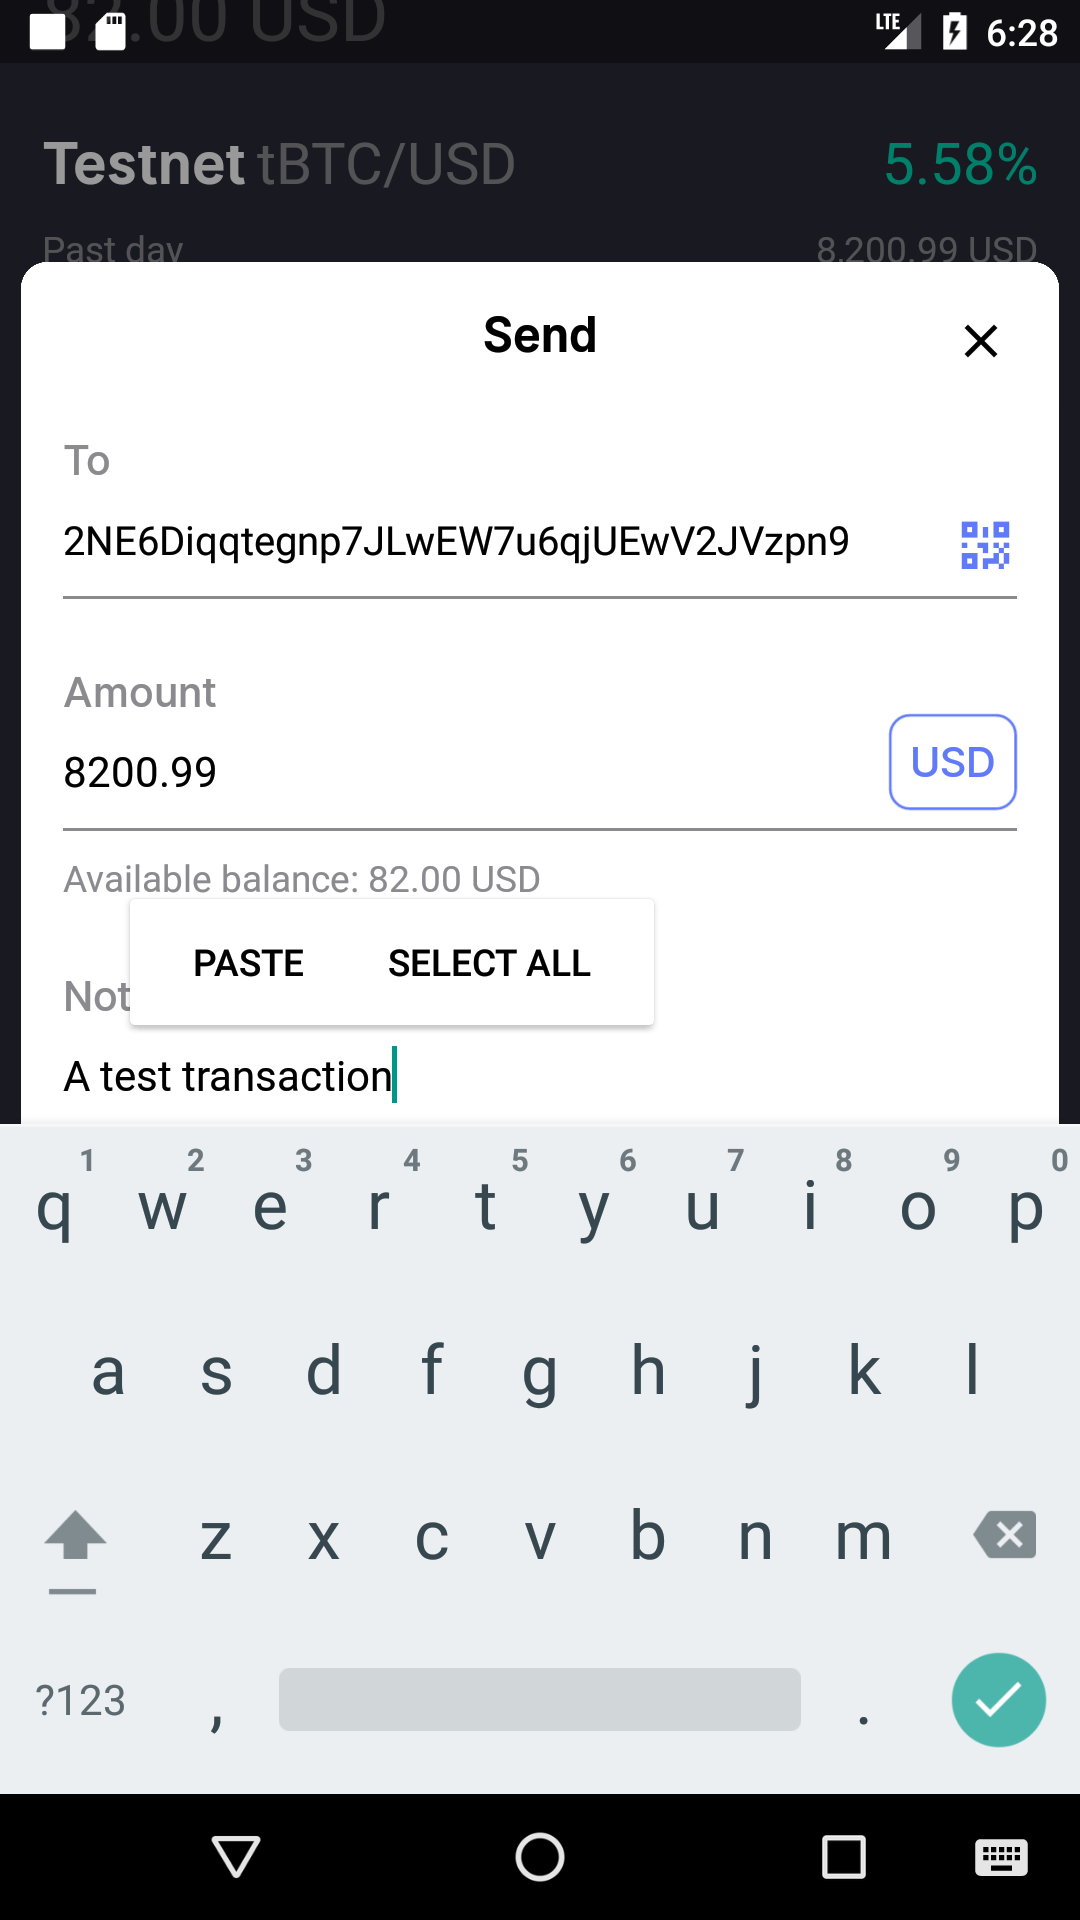 82.00 USD
LTE 6:28
Testnet tBTC/USD 5.58%
Past day 8,200.99 USD
Send
To
2NE6Diqqtegnp7JLwEW7u6qjUEwV2JVzpn9
Amount
8200.99 USD
Available balance: 82.00 USD
PASTE SELECT ALL
Not
A test transaction
1 2 3 4 5 6 7 8 9 0
q w e r t y u i o p
a s d f g h j k l
z x c v b n m
?123 , .